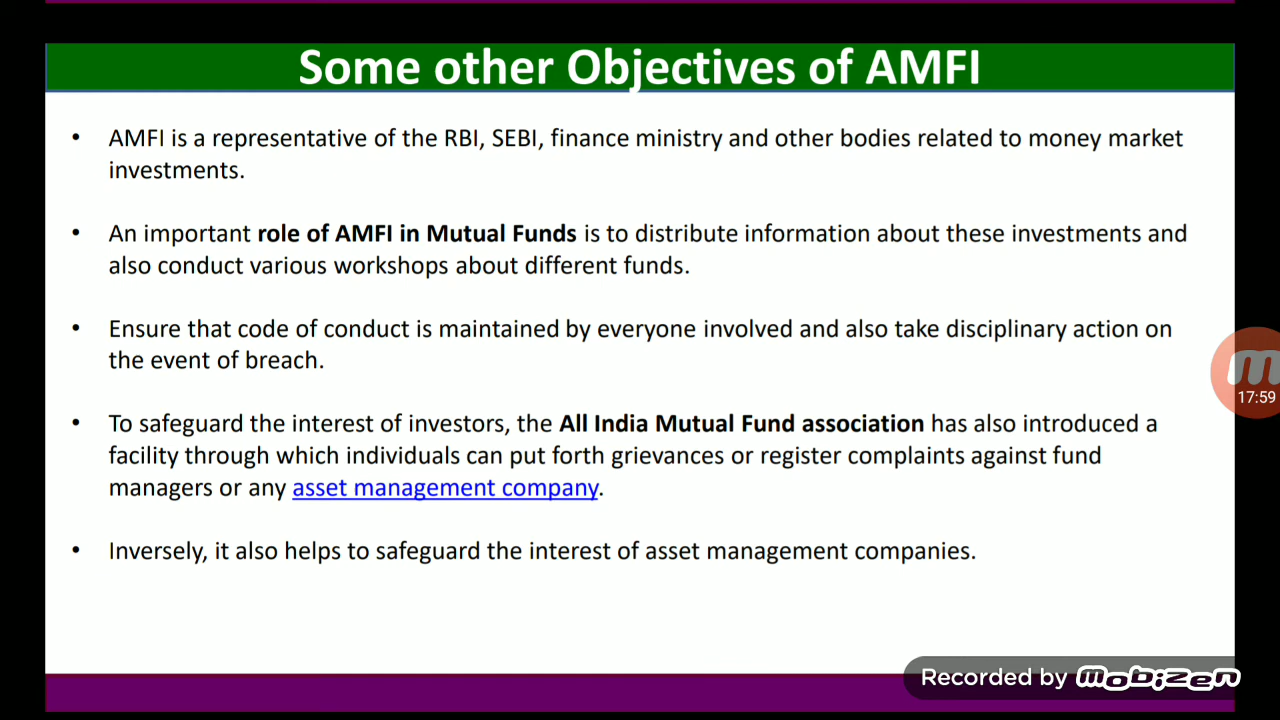 Some other Objectives of AMFI
• AMFI is a representative of the RBI, SEBI, finance ministry and other bodies related to money market
investments.
• An important role of AMFI in Mutual Funds is to distribute information about these investments and
also conduct various workshops about different funds.
• Ensure that code of conduct is maintained by everyone involved and also take disciplinary action on
the event of breach.
• To safeguard the interest of investors, the All India Mutual Fund association has also introduced a
facility through which individuals can put forth grievances or register complaints against fund
managers or any asset management company.
• Inversely, it also helps to safeguard the interest of asset management companies.
17:59
Recorded by mobizen